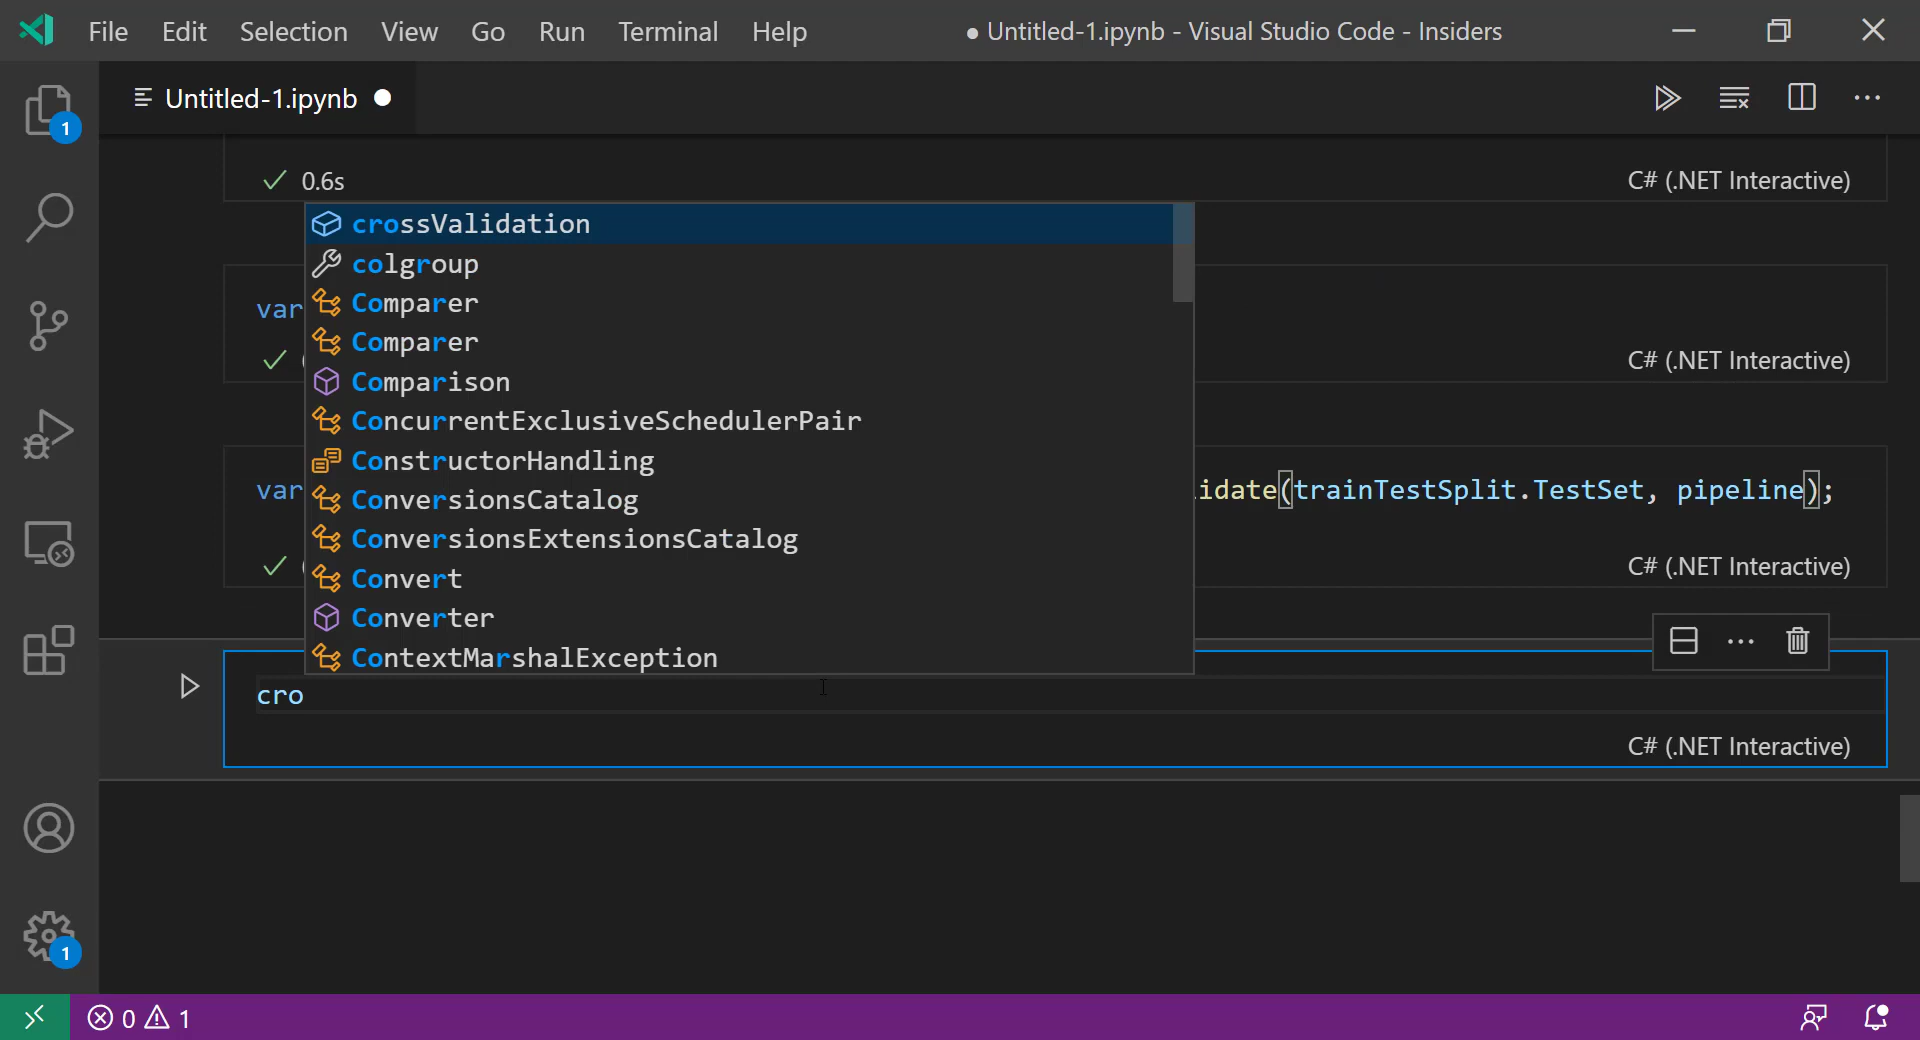 File Edit Selection View Go Run Terminal Help ● Untitled-1.ipynb - Visual Studio Code - Insiders
Untitled-1.ipynb ●
1
0.6s
C# (.NET Interactive)
crossValidation
colgroup
Comparer
var
Comparer
C# (.NET Interactive)
Comparison
ConcurrentExclusiveSchedulerPair
ConstructorHandling
var
idate(trainTestSplit.TestSet, pipeline);
ConversionsCatalog
ConversionsExtensionsCatalog
C# (.NET Interactive)
Convert
Converter
ContextMarshalException
cro
C# (.NET Interactive)
1
0 1